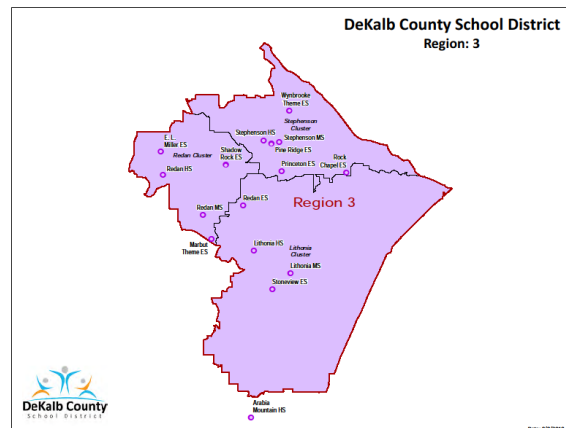 DeKalb County School District
Region: 3
Wynbrooke
Theme ES
Stephenson
Cluster
Stephenson HS
Stephenson MS
E. L.
Miller ES
Redan Cluster
Shadow
Rock ES
Pine Ridge ES
Rock
Chapel ES
Princeton ES
Redan HS
Region 3
Redan ES
Redan MS
Marbut
Theme ES
Lithonia HS
Lithonia
Cluster
Lithonia MS
Stoneview ES
Arabia
Mountain HS
DeKalb County
School District